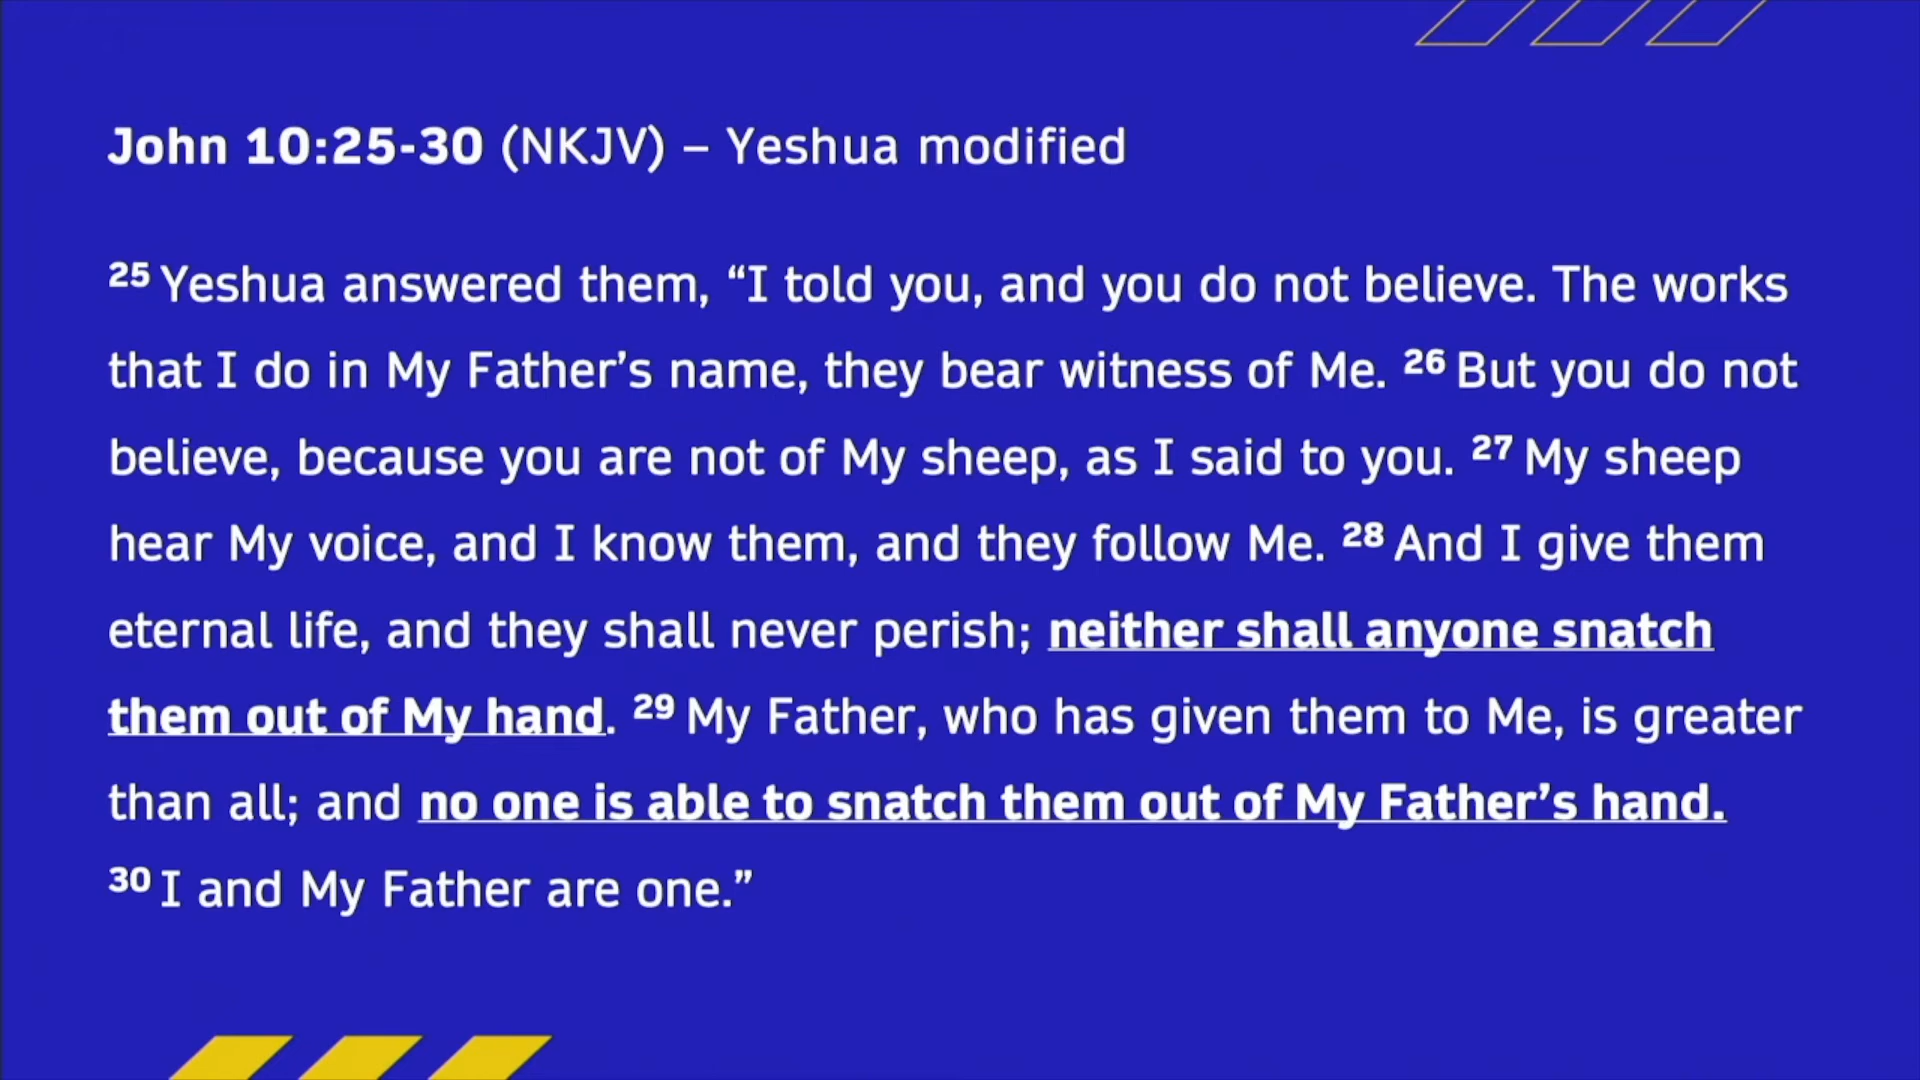 John 10:25-30 (NKJV) – Yeshua modified
25 Yeshua answered them, “I told you, and you do not believe. The works
that I do in My Father’s name, they bear witness of Me. 26 But you do not
believe, because you are not of My sheep, as I said to you. 27 My sheep
hear My voice, and I know them, and they follow Me. 28 And I give them
eternal life, and they shall never perish; neither shall anyone snatch
them out of My hand. 29 My Father, who has given them to Me, is greater
than all; and no one is able to snatch them out of My Father’s hand.
30 I and My Father are one.”